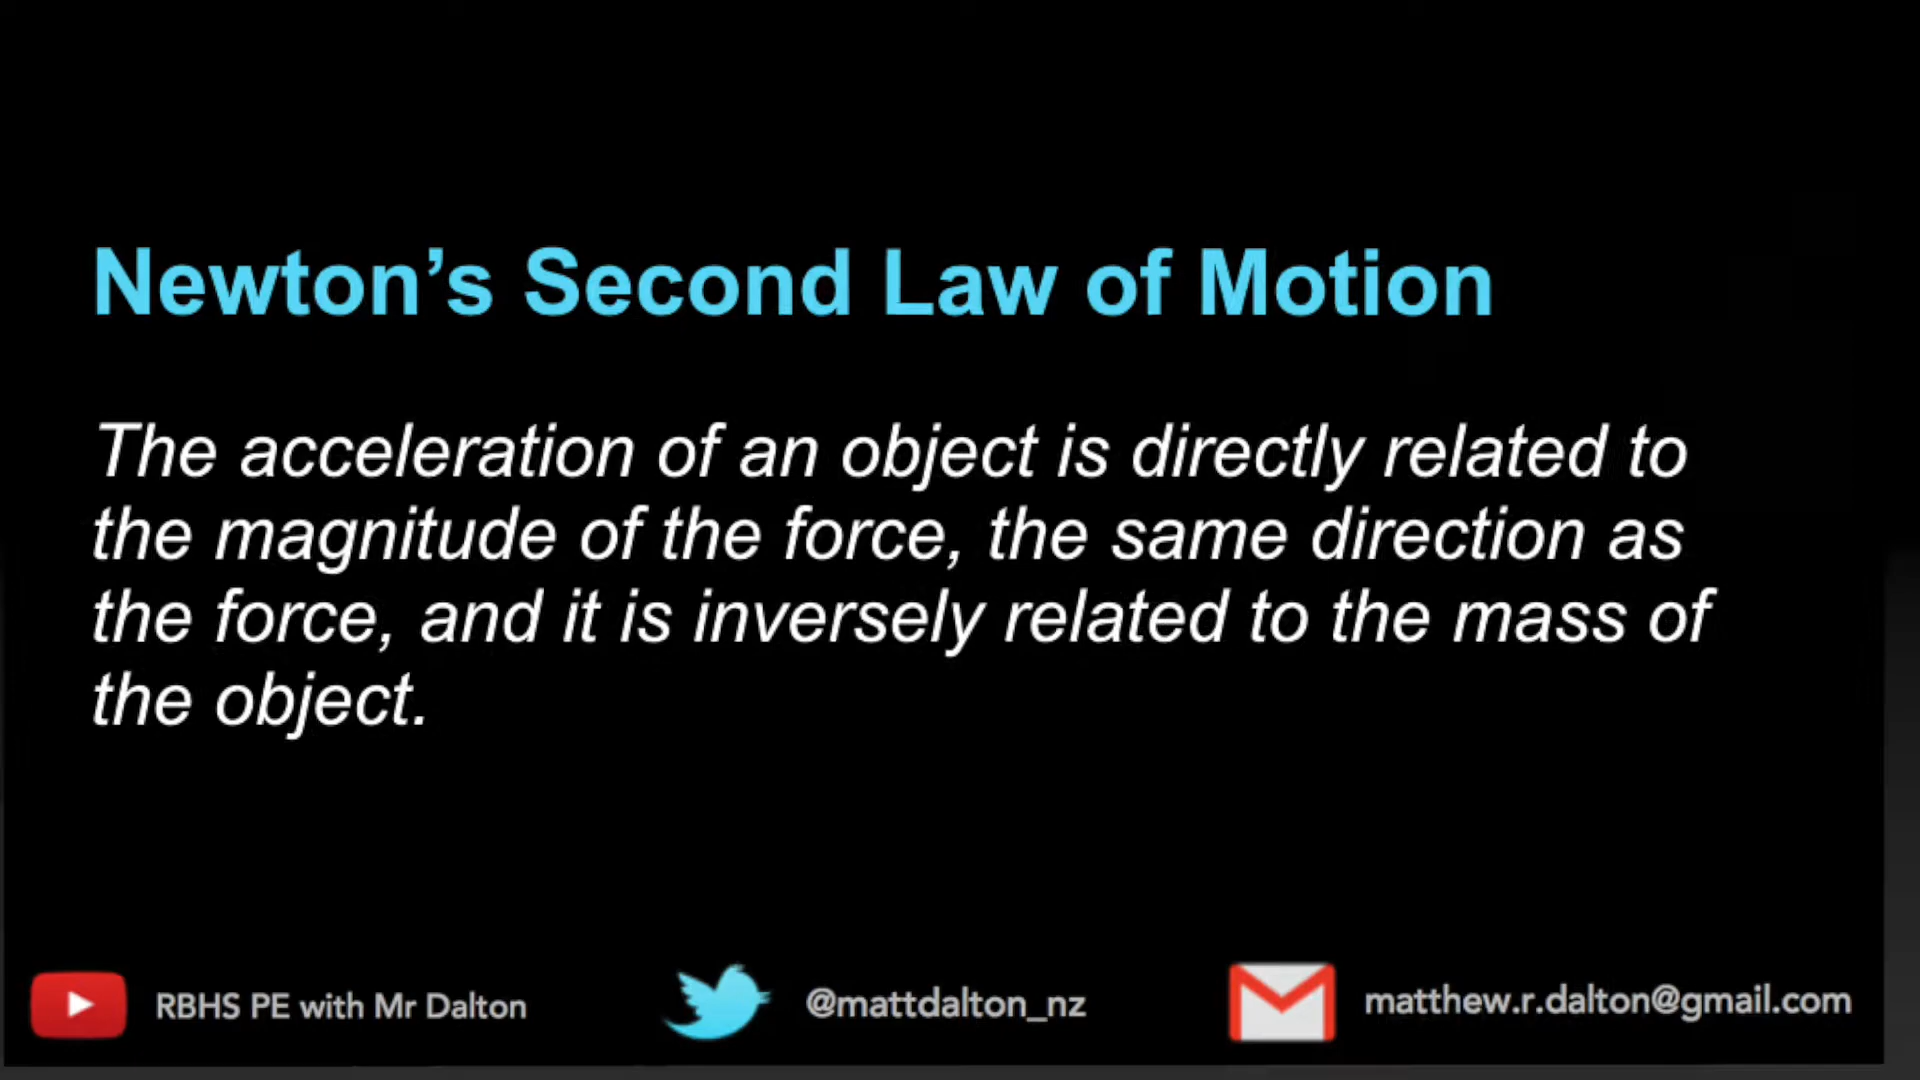 Newton’s Second Law of Motion
The acceleration of an object is directly related to
the magnitude of the force, the same direction as
the force, and it is inversely related to the mass of
the object.
RBHS PE with Mr Dalton
@mattdalton_nz
matthew.r.dalton@gmail.com